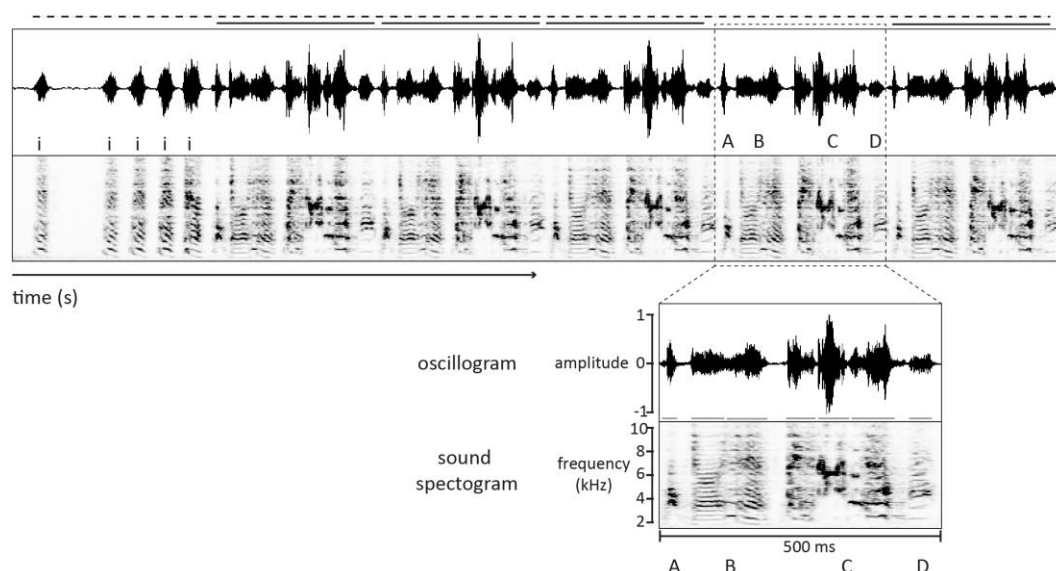 i i i i i
A B C D
time (s)
oscillogram
amplitude
1
0
-1
sound
spectogram
frequency
(kHz)
10
8
6
4
2
500 ms
A B C D